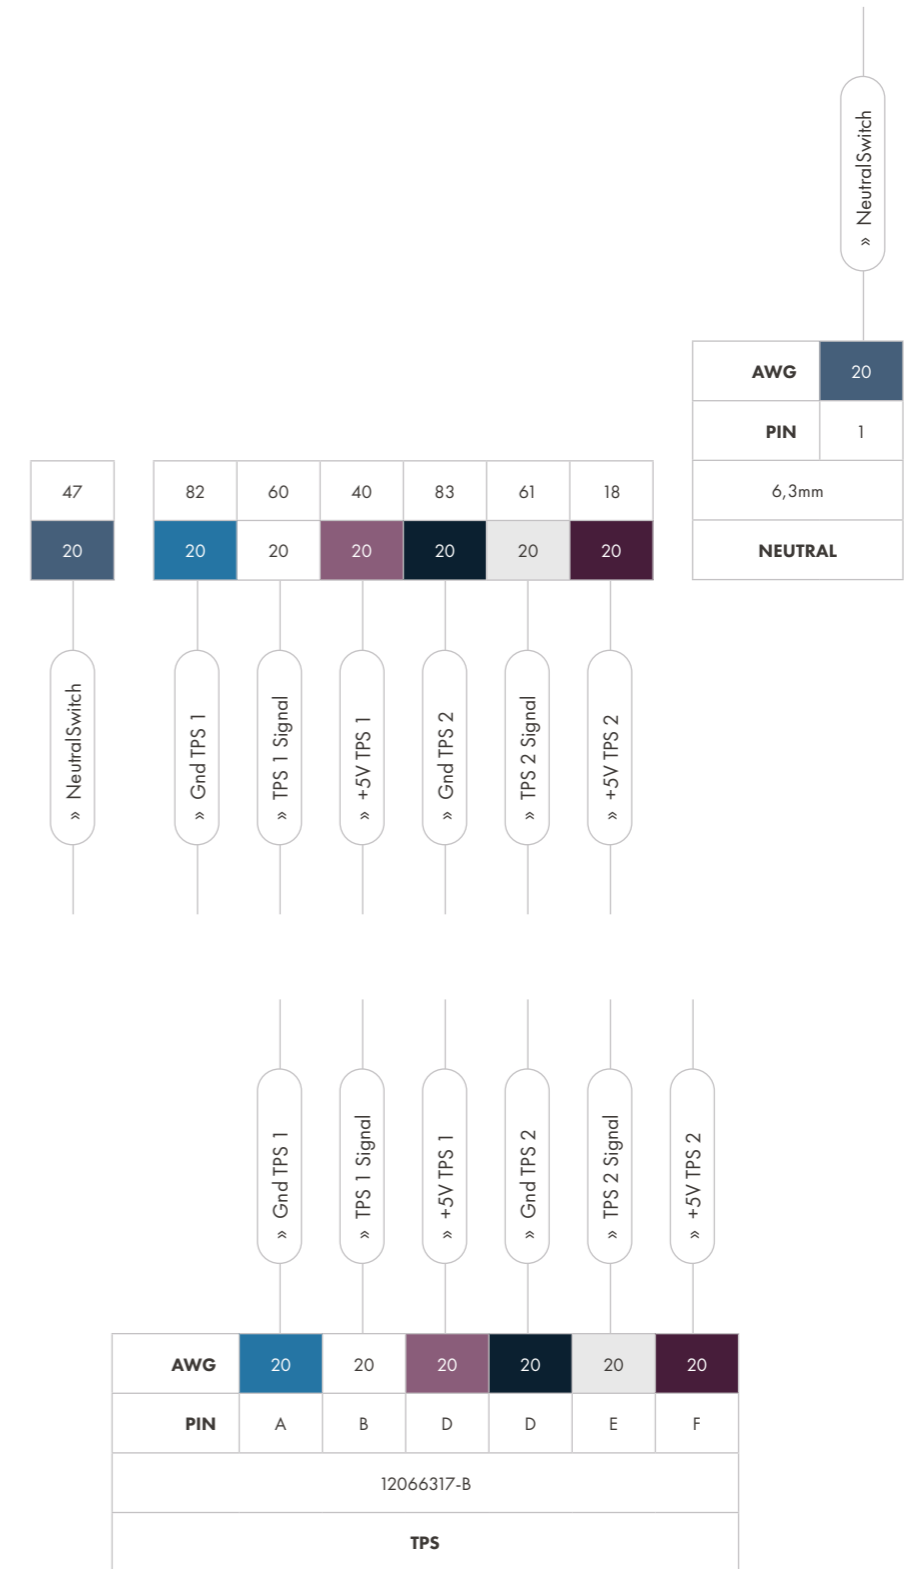 » NeutralSwitch
AWG 20
PIN 1
6,3mm
NEUTRAL
47 82 60 40 83 61 18
20 20 20 20 20 20 20
» NeutralSwitch
» Gnd TPS 1
» TPS 1 Signal
» +5V TPS 1
» Gnd TPS 2
» TPS 2 Signal
» +5V TPS 2
» Gnd TPS 1
» TPS 1 Signal
» +5V TPS 1
» Gnd TPS 2
» TPS 2 Signal
» +5V TPS 2
AWG 20 20 20 20 20 20
PIN A B D D E F
12066317-B
TPS